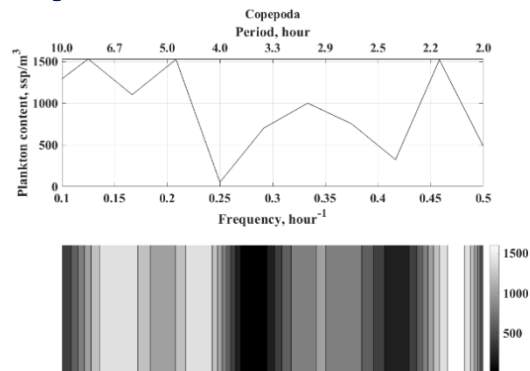 Copepoda
Period, hour
10.0 6.7 5.0 4.0 3.3 2.9 2.5 2.2 2.0
Plankton content, ssp/m³
1500
1000
500
0
0.1 0.15 0.2 0.25 0.3 0.35 0.4 0.45 0.5
Frequency, hour⁻¹
1500
1000
500